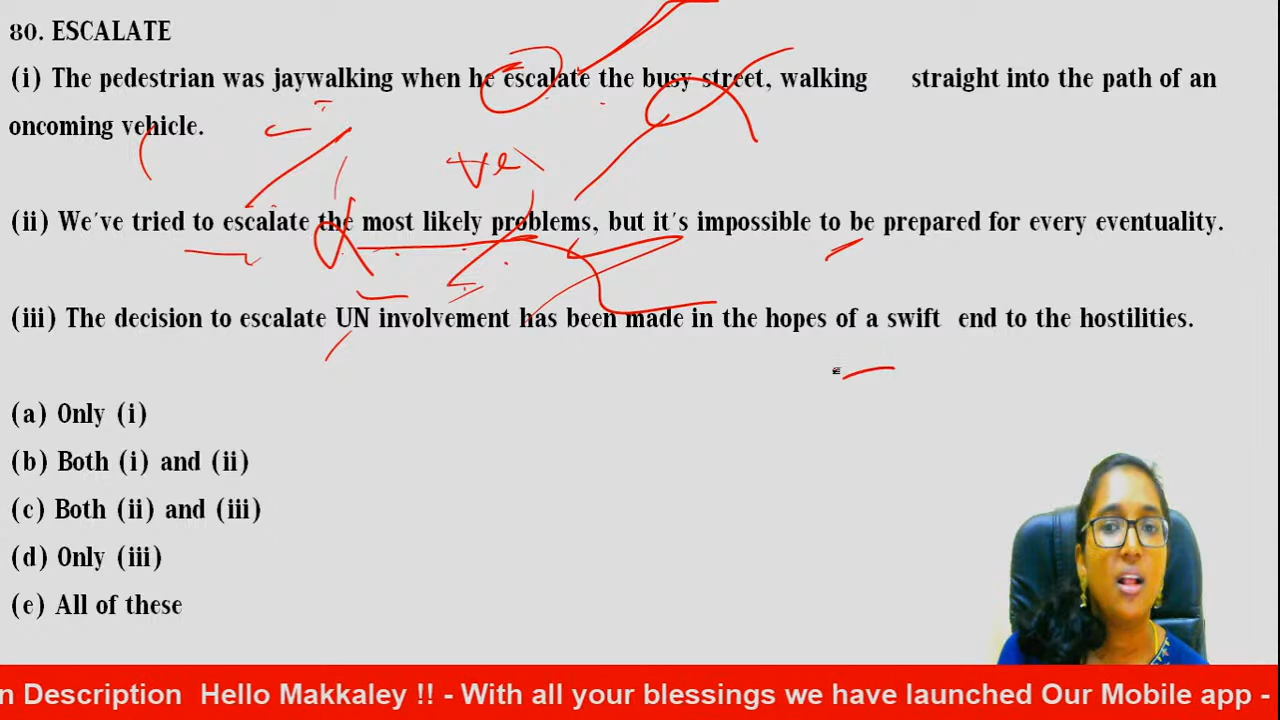 80. ESCALATE
(i) The pedestrian was jaywalking when he escalate the busy street, walking straight into the path of an
oncoming vehicle.
+ve
(ii) We've tried to escalate the most likely problems, but it's impossible to be prepared for every eventuality.
(iii) The decision to escalate UN involvement has been made in the hopes of a swift end to the hostilities.
(a) Only (i)
(b) Both (i) and (ii)
(c) Both (ii) and (iii)
(d) Only (iii)
(e) All of these
n Description Hello Makkaley !! - With all your blessings we have launched Our Mobile app -